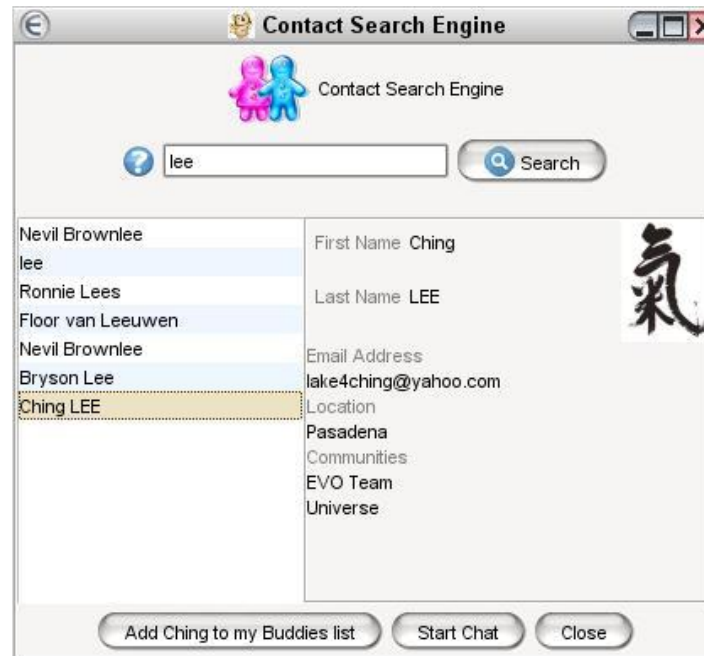 Contact Search Engine
Contact Search Engine
? lee Search
Nevil Brownlee
lee
Ronnie Lees
Floor van Leeuwen
Nevil Brownlee
Bryson Lee
Ching LEE
First Name Ching
Last Name LEE
氣
Email Address
lake4ching@yahoo.com
Location
Pasadena
Communities
EVO Team
Universe
Add Ching to my Buddies list Start Chat Close